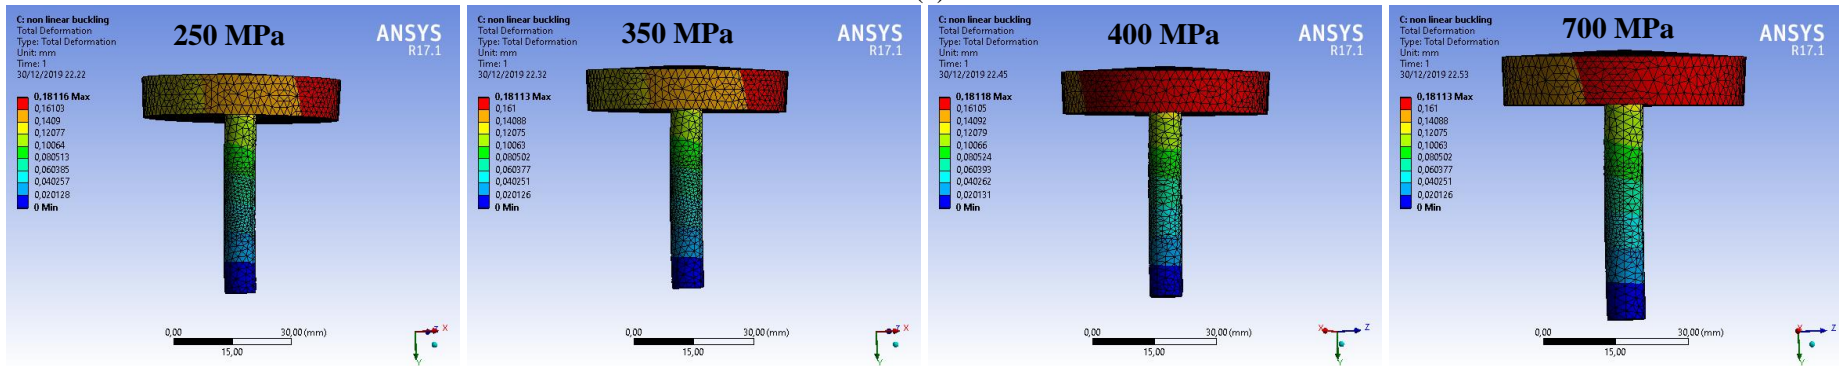 C: non linear buckling
Total Deformation
Type: Total Deformation
Unit: mm
Time: 1
30/12/2019 22.22
250 MPa
ANSYS
R17.1
0,18116 Max
0,16103
0,1409
0,12077
0,10064
0,080513
0,060385
0,040257
0,020128
0 Min
0,00
30,00 (mm)
15,00
X
Z
Y
C: non linear buckling
Total Deformation
Type: Total Deformation
Unit: mm
Time: 1
30/12/2019 22.32
350 MPa
ANSYS
R17.1
0,18113 Max
0,161
0,14088
0,12075
0,10063
0,080502
0,060377
0,040251
0,020126
0 Min
0,00
30,00 (mm)
15,00
X
Z
Y
C: non linear buckling
Total Deformation
Type: Total Deformation
Unit: mm
Time: 1
30/12/2019 22.45
400 MPa
ANSYS
R17.1
0,18118 Max
0,16105
0,14092
0,12079
0,10066
0,080524
0,060393
0,040262
0,020131
0 Min
0,00
30,00 (mm)
15,00
X
Z
Y
C: non linear buckling
Total Deformation
Type: Total Deformation
Unit: mm
Time: 1
30/12/2019 22.53
700 MPa
ANSYS
R17.1
0,18113 Max
0,161
0,14088
0,12075
0,10063
0,080502
0,060377
0,040251
0,020126
0 Min
0,00
30,00 (mm)
15,00
X
Z
Y